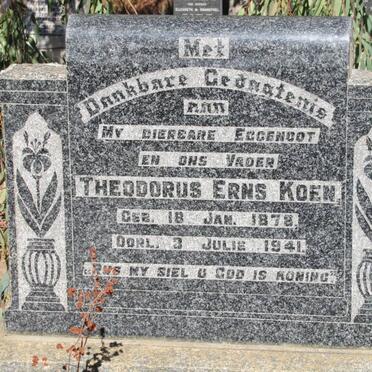 Met
Dankbare Gedagtenis
aan
My dierbare Eggenoot
en ons Vader
Theodorus Erns Koen
Geb. 18 Jan. 1878
Oorl. 3 Julie 1941
my siel u God is Koning